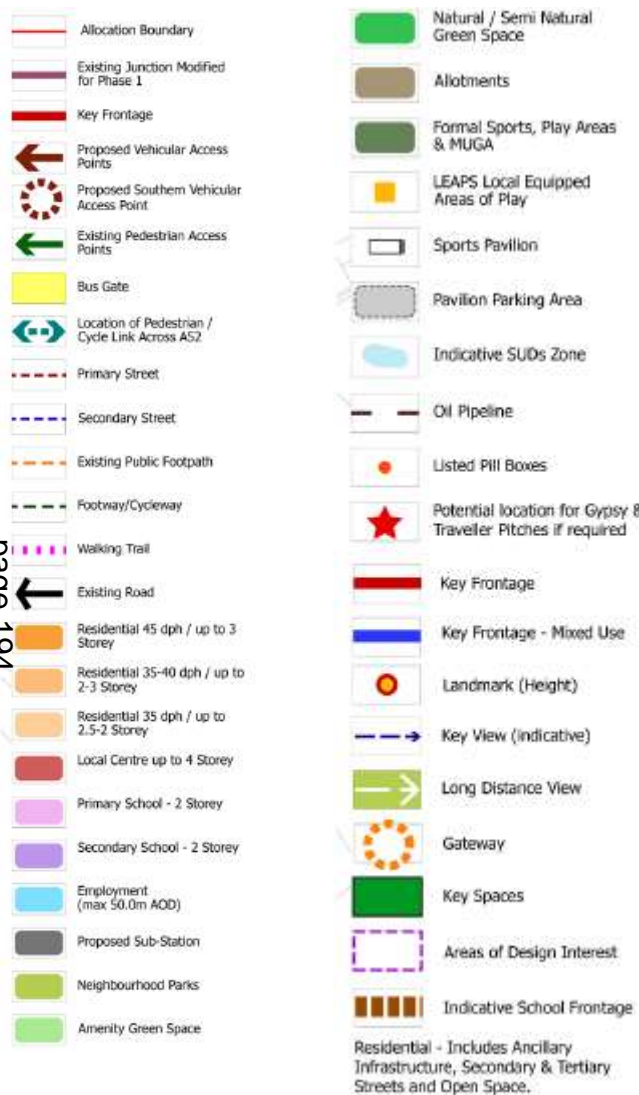 Allocation Boundary
Existing Junction Modified
for Phase 1
Key Frontage
Proposed Vehicular Access
Points
Proposed Southern Vehicular
Access Point
Existing Pedestrian Access
Points
Bus Gate
Location of Pedestrian /
Cycle Link Across A52
Primary Street
Secondary Street
Existing Public Footpath
Footway/Cycleway
Walking Trail
Existing Road
Residential 45 dph / up to 3
Storey
Residential 35-40 dph / up to
2-3 Storey
Residential 35 dph / up to
2.5-2 Storey
Local Centre up to 4 Storey
Primary School - 2 Storey
Secondary School - 2 Storey
Employment
(max 50.0m AOD)
Proposed Sub-Station
Neighbourhood Parks
Amenity Green Space
page 194
Natural / Semi Natural
Green Space
Allotments
Formal Sports, Play Areas
& MUGA
LEAPS Local Equipped
Areas of Play
Sports Pavilion
Pavilion Parking Area
Indicative SUDs Zone
Oil Pipeline
Listed Pill Boxes
Potential location for Gypsy &
Traveller Pitches if required
Key Frontage
Key Frontage - Mixed Use
Landmark (Height)
Key View (indicative)
Long Distance View
Gateway
Key Spaces
Areas of Design Interest
Indicative School Frontage
Residential - Includes Ancillary
Infrastructure, Secondary & Tertiary
Streets and Open Space.